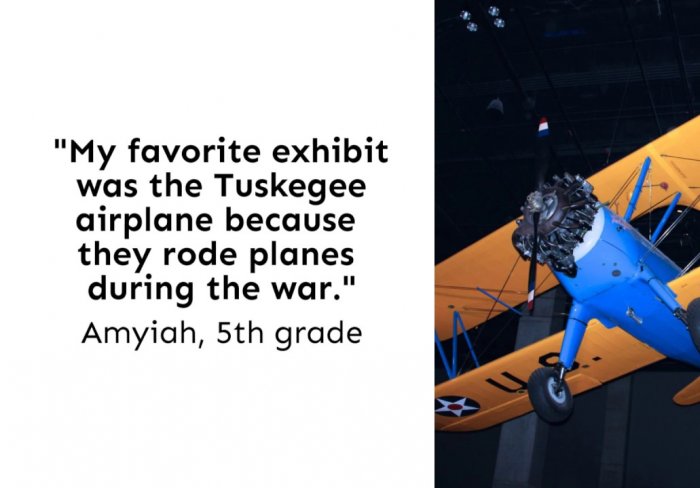 "My favorite exhibit
was the Tuskegee
airplane because
they rode planes
during the war."
Amyiah, 5th grade
U.S.